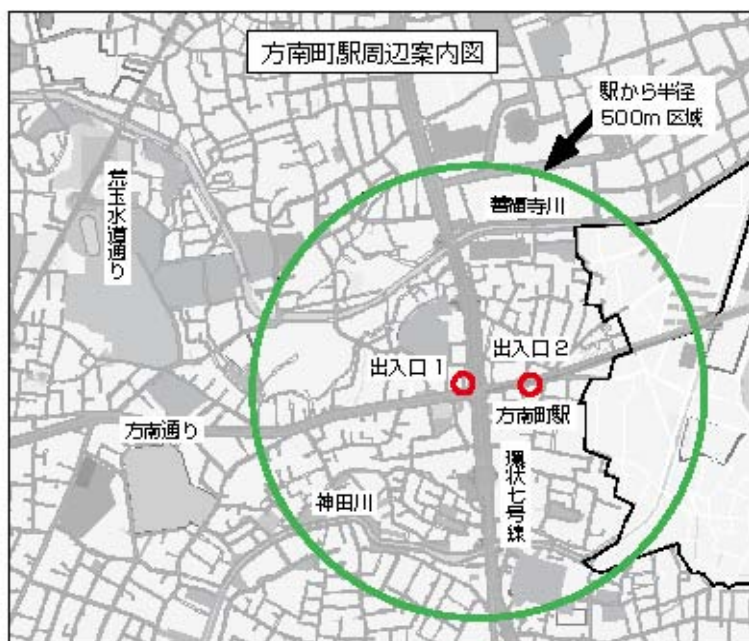 方南町駅周辺案内図
駅から半径
500m 区域
荒玉水道通り
善福寺川
出入口1
出入口2
方南町駅
方南通り
環状七号線
神田川